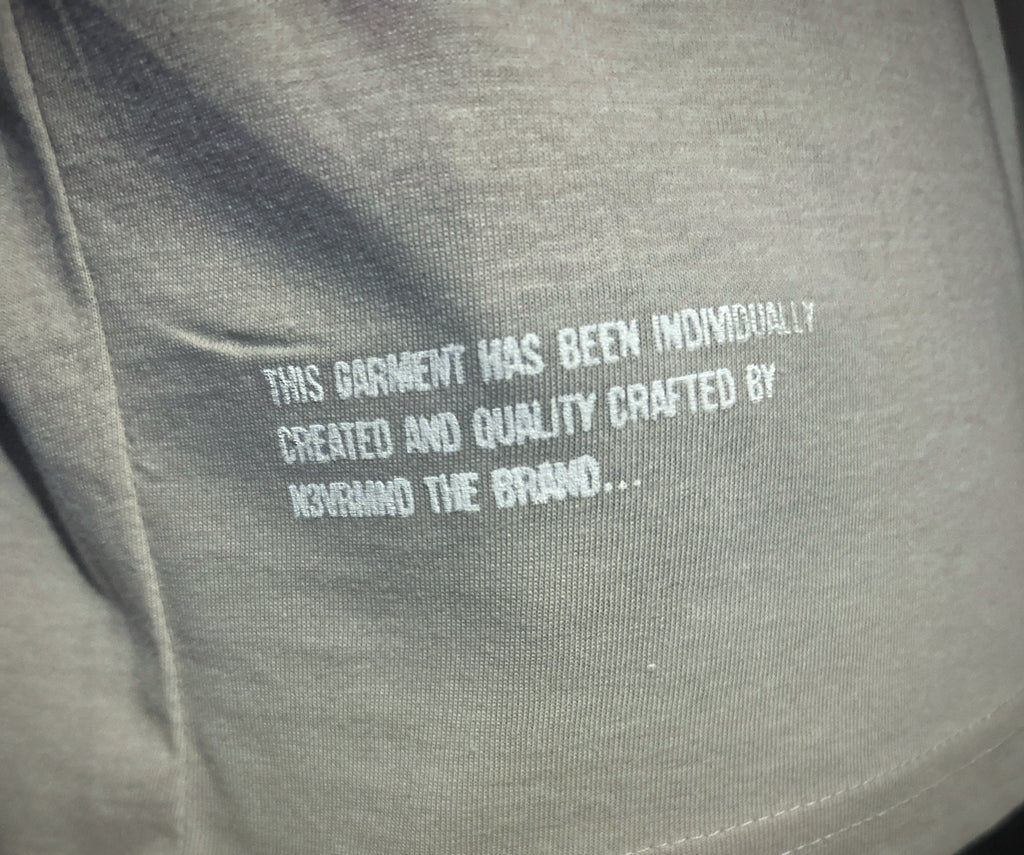 THIS GARMENT HAS BEEN INDIVIDUALLY
CREATED AND QUALITY CRAFTED BY
N3VRMND THE BRAND...